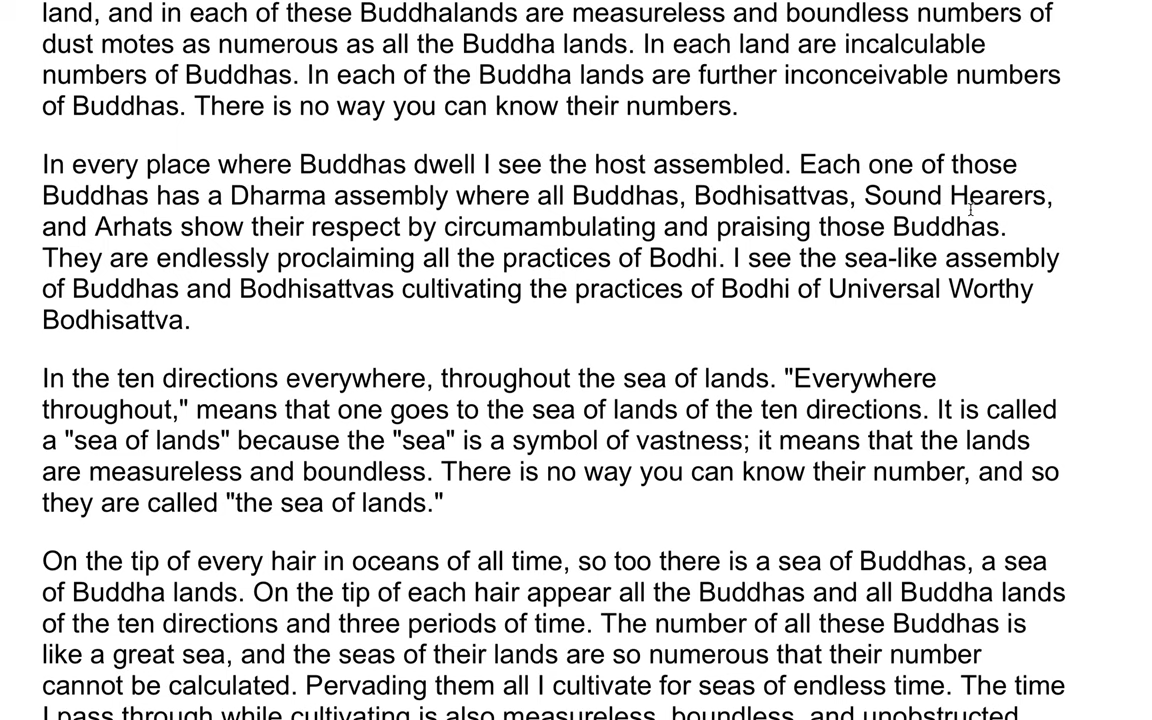 land, and in each of these Buddhalands are measureless and boundless numbers of
dust motes as numerous as all the Buddha lands. In each land are incalculable
numbers of Buddhas. In each of the Buddha lands are further inconceivable numbers
of Buddhas. There is no way you can know their numbers.
In every place where Buddhas dwell I see the host assembled. Each one of those
Buddhas has a Dharma assembly where all Buddhas, Bodhisattvas, Sound Hearers,
and Arhats show their respect by circumambulating and praising those Buddhas.
They are endlessly proclaiming all the practices of Bodhi. I see the sea-like assembly
of Buddhas and Bodhisattvas cultivating the practices of Bodhi of Universal Worthy
Bodhisattva.
In the ten directions everywhere, throughout the sea of lands. "Everywhere
throughout," means that one goes to the sea of lands of the ten directions. It is called
a "sea of lands" because the "sea" is a symbol of vastness; it means that the lands
are measureless and boundless. There is no way you can know their number, and so
they are called "the sea of lands."
On the tip of every hair in oceans of all time, so too there is a sea of Buddhas, a sea
of Buddha lands. On the tip of each hair appear all the Buddhas and all Buddha lands
of the ten directions and three periods of time. The number of all these Buddhas is
like a great sea, and the seas of their lands are so numerous that their number
cannot be calculated. Pervading them all I cultivate for seas of endless time. The time
I pass through while cultivating is also measureless, boundless, and unobstructed.